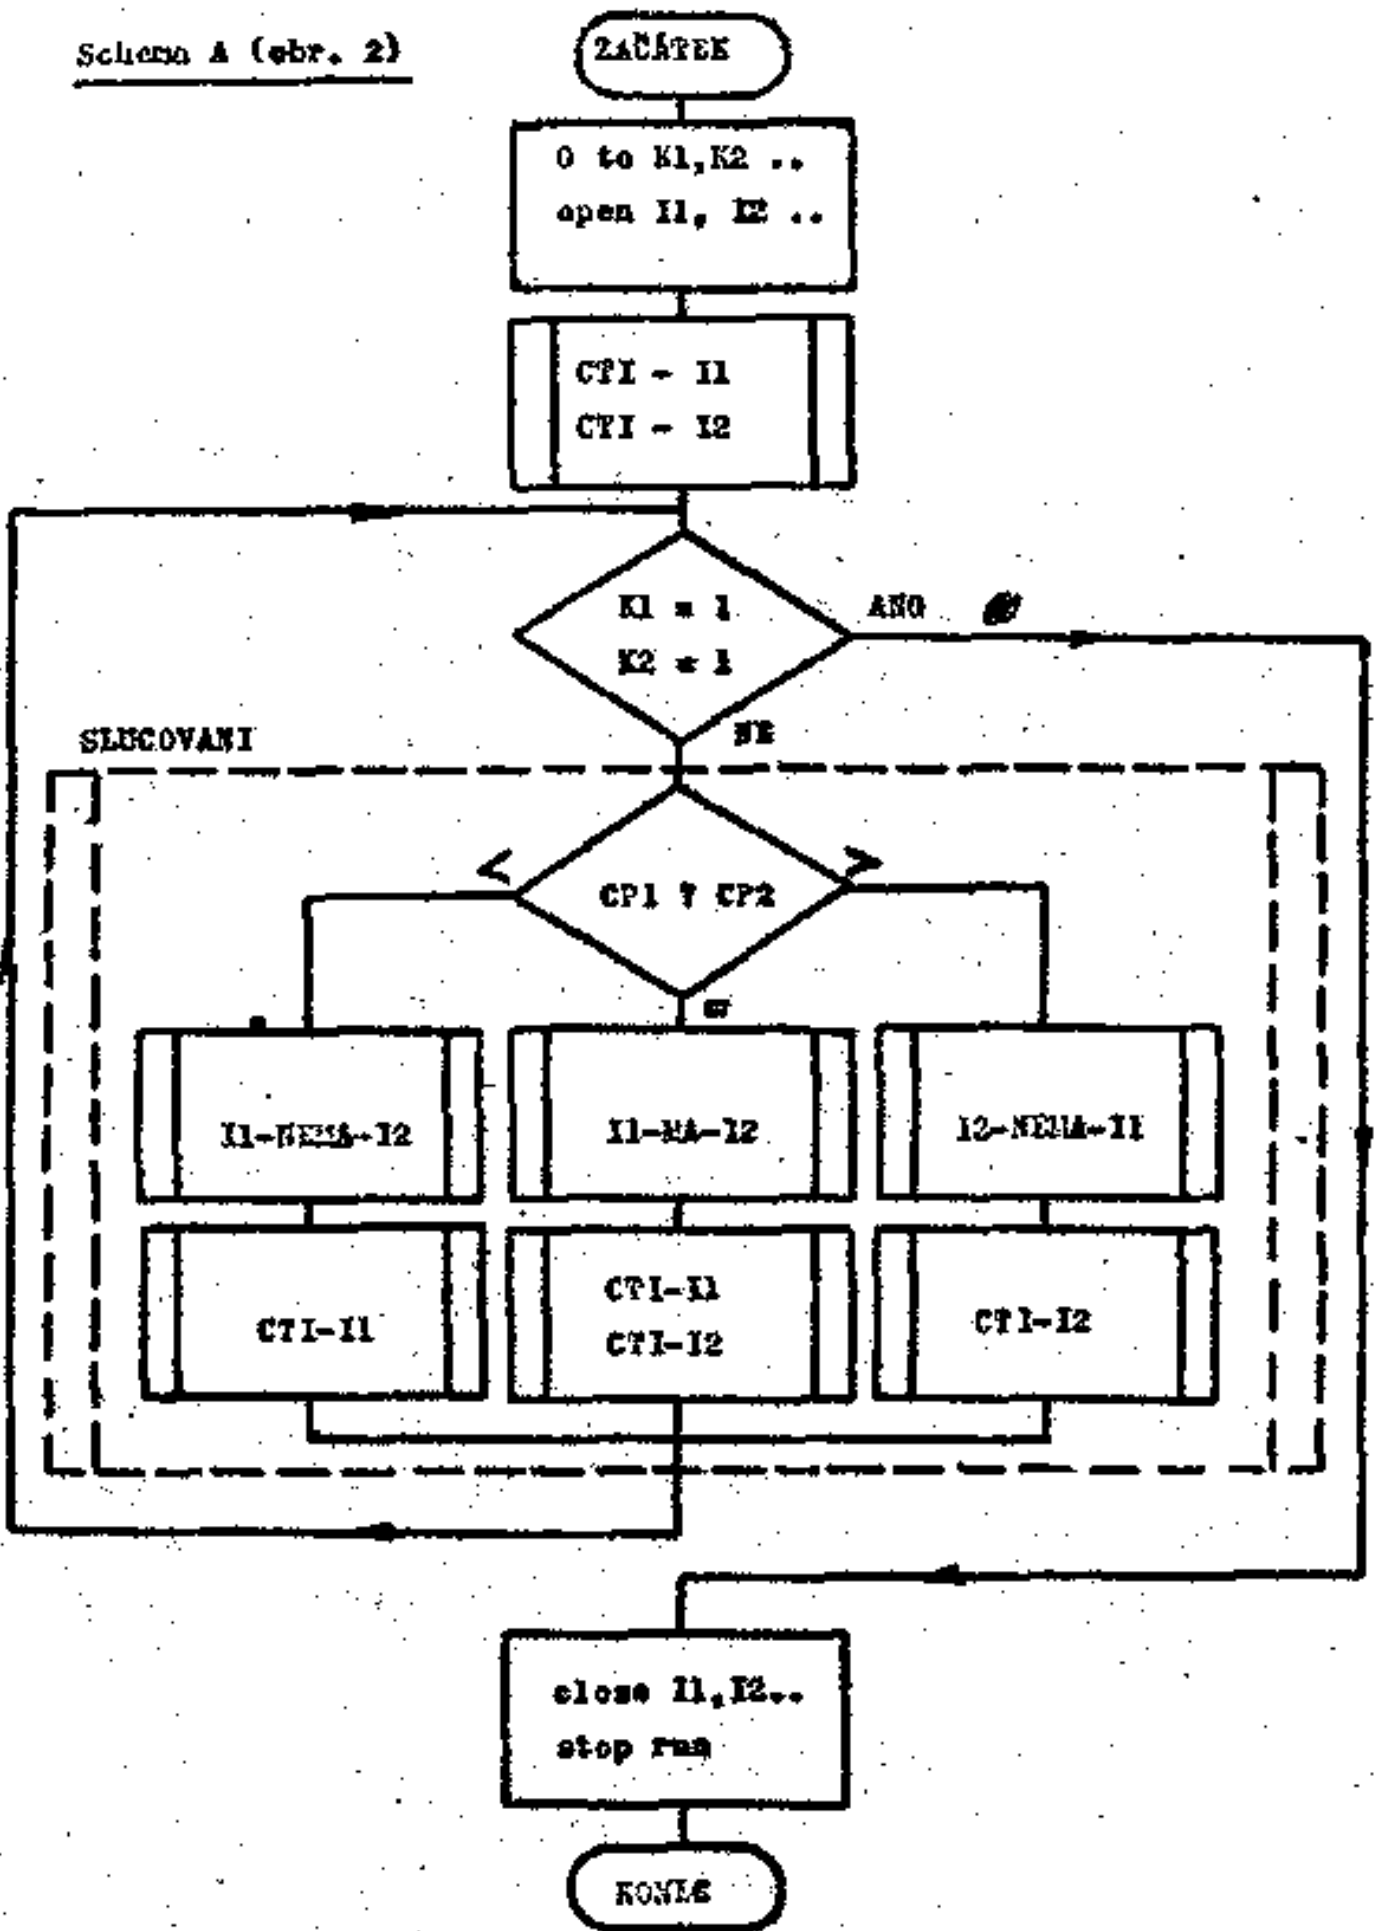 Schema A (obr. 2)
ZAČÁTEK
0 to K1,K2 ..
open I1, I2 ..
CTI - I1
CTI - I2
K1 = 1
K2 = 1
ANO
NE
SLUCOVANI
<
>
CP1 ? CP2
=
I1-NEMA-I2
I1-MA-I2
I2-NEMA-I1
CTI-I1
CTI-I1
CTI-I2
CTI-I2
close I1,I2..
stop run
KONEC